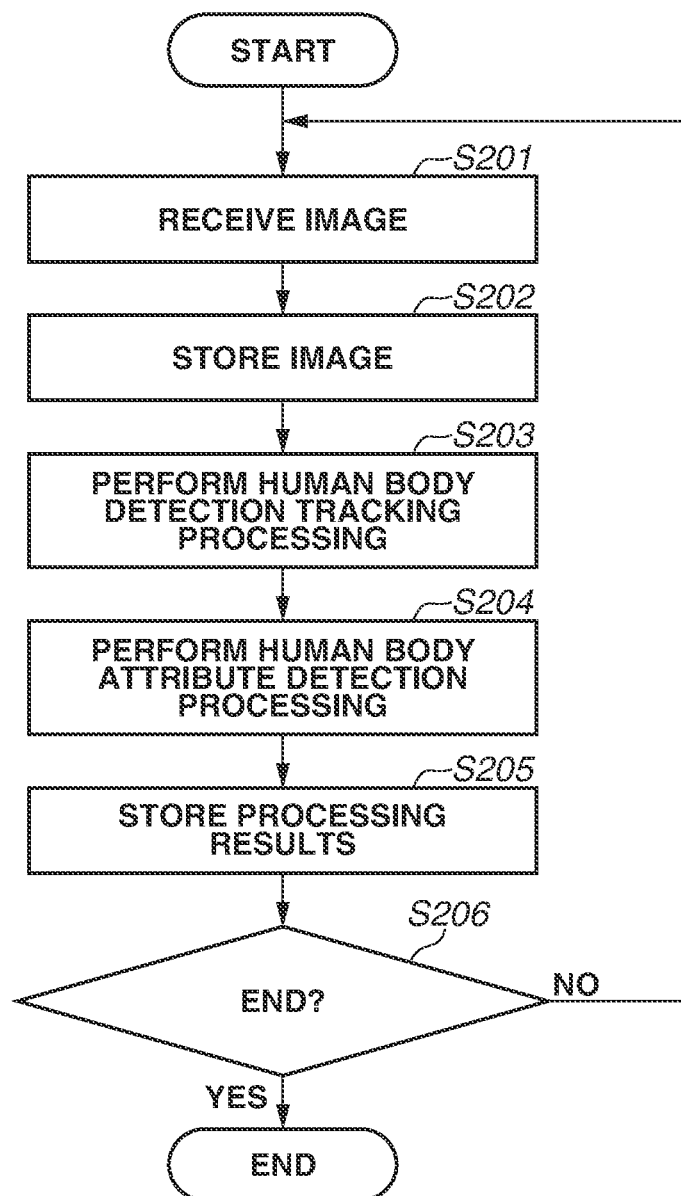 START
S201
RECEIVE IMAGE
S202
STORE IMAGE
S203
PERFORM HUMAN BODY
DETECTION TRACKING
PROCESSING
S204
PERFORM HUMAN BODY
ATTRIBUTE DETECTION
PROCESSING
S205
STORE PROCESSING
RESULTS
S206
END?
NO
YES
END